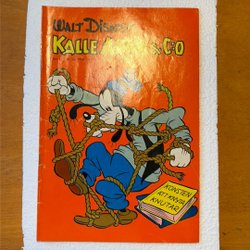 WALT DISNEY
KALLE ANKA & CO
KONSTEN
ATT KNYTA
KNUTAR